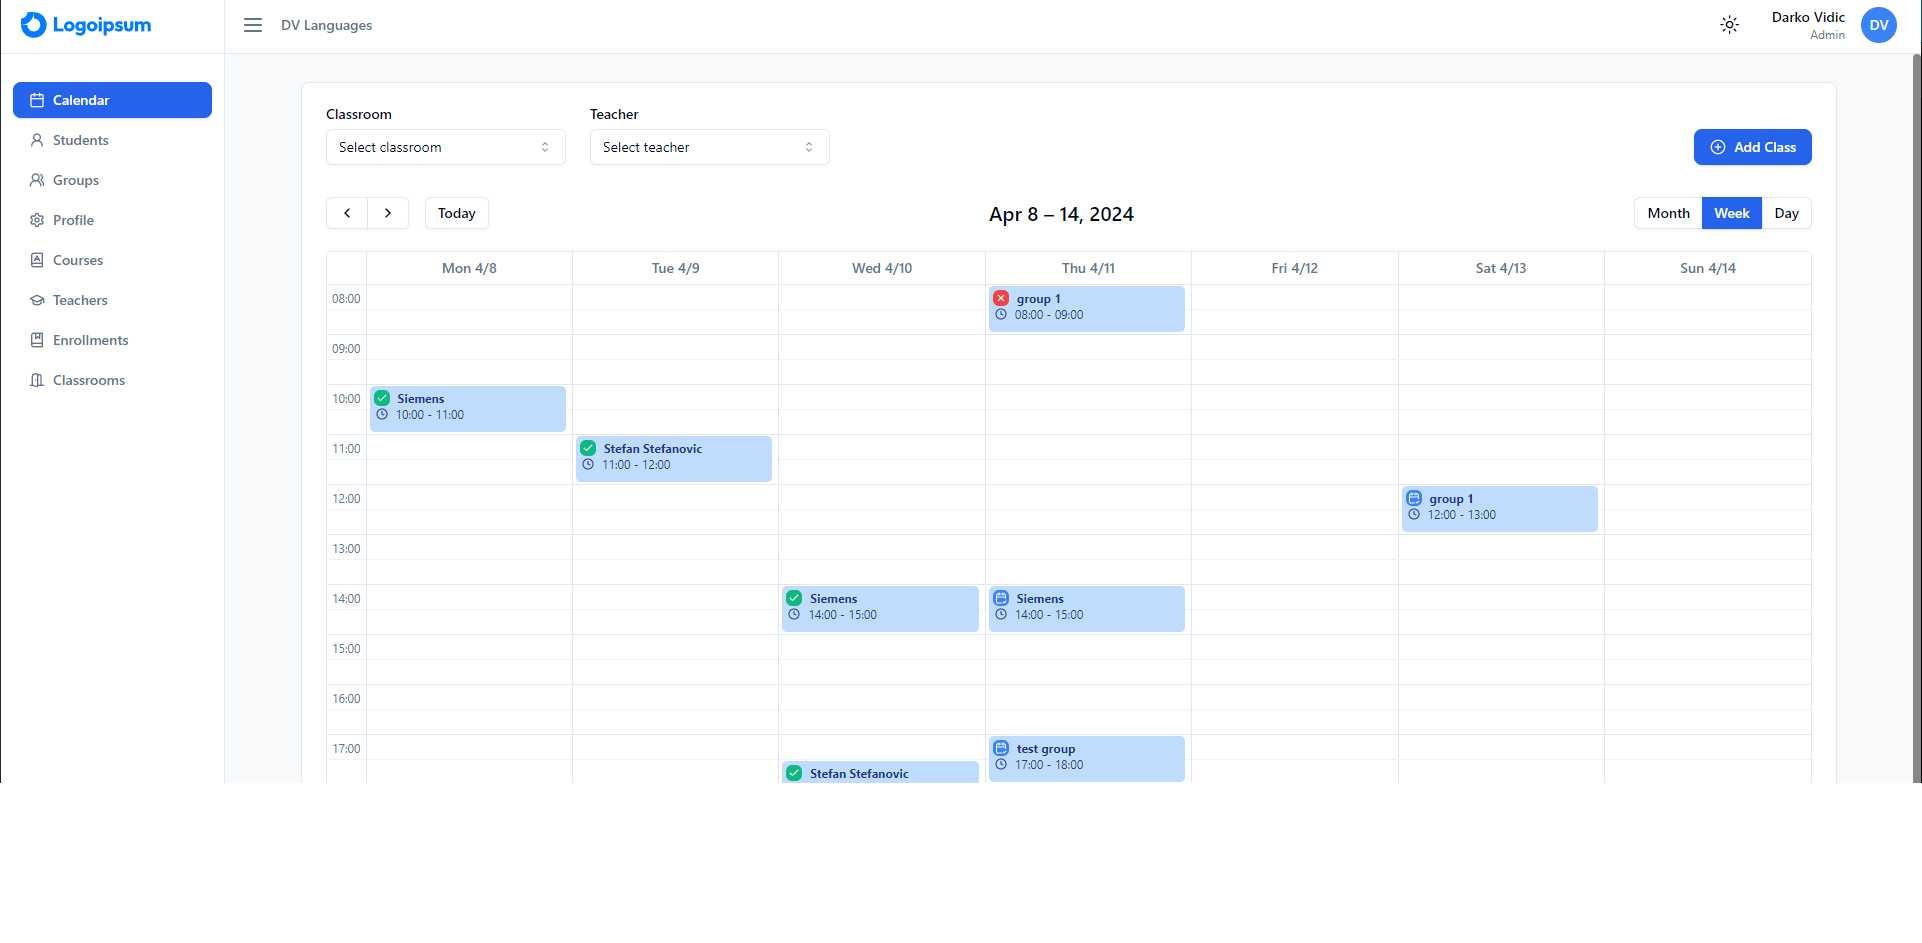 Logoipsum
DV Languages
Darko Vidic
Admin
DV
Calendar
Students
Groups
Profile
Courses
Teachers
Enrollments
Classrooms
Classroom
Teacher
Select classroom
Select teacher
Add Class
Today
Apr 8 – 14, 2024
Month
Week
Day
Mon 4/8
Tue 4/9
Wed 4/10
Thu 4/11
Fri 4/12
Sat 4/13
Sun 4/14
08:00
group 1
08:00 - 09:00
09:00
10:00
Siemens
10:00 - 11:00
11:00
Stefan Stefanovic
11:00 - 12:00
12:00
group 1
12:00 - 13:00
13:00
14:00
Siemens
14:00 - 15:00
Siemens
14:00 - 15:00
15:00
16:00
17:00
test group
17:00 - 18:00
Stefan Stefanovic